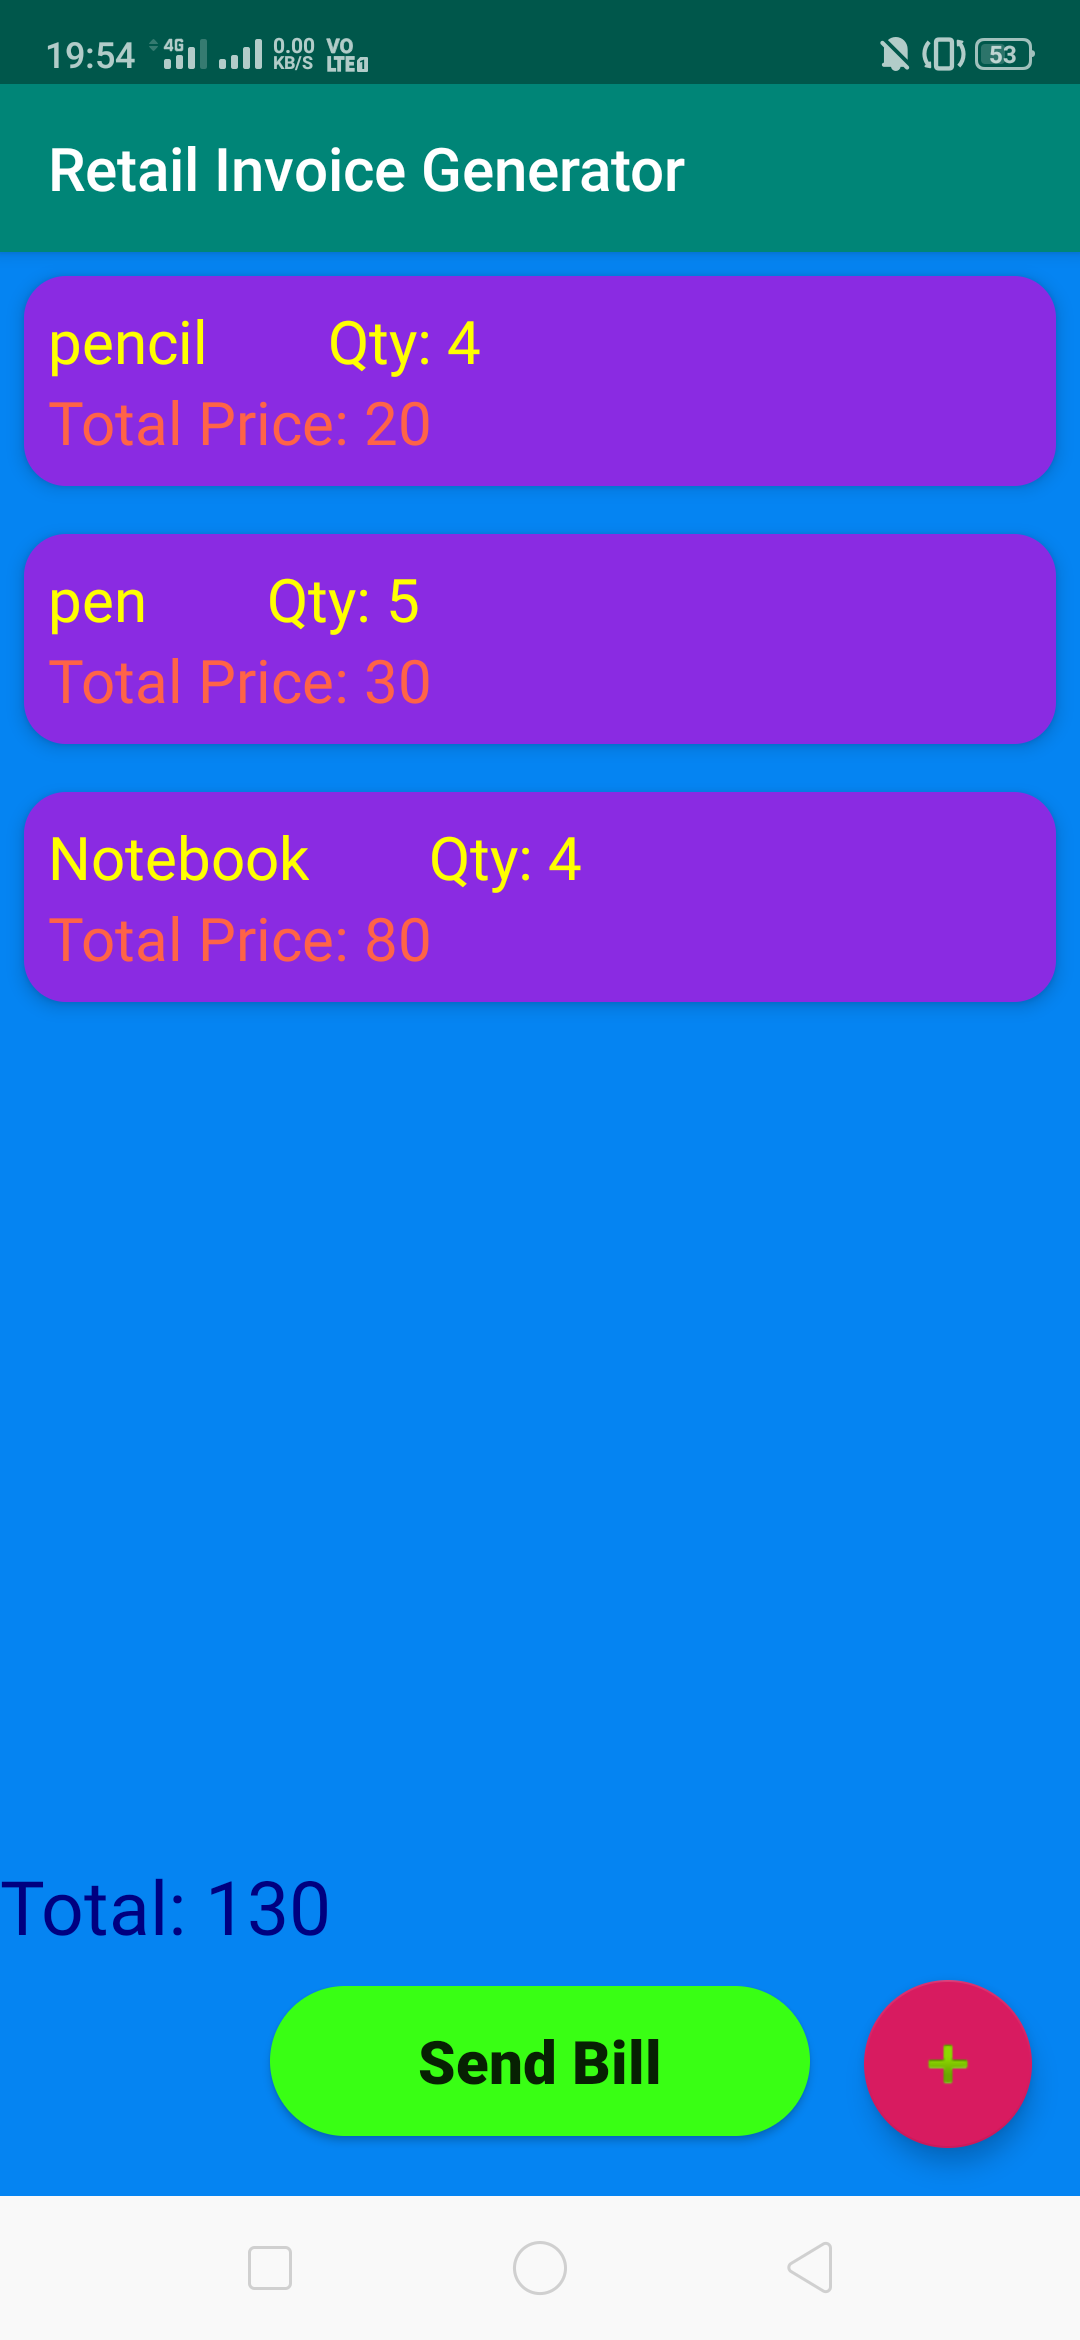 19:54 4G 0.00 KB/S VO LTE 1 53
Retail Invoice Generator
pencil Qty: 4
Total Price: 20
pen Qty: 5
Total Price: 30
Notebook Qty: 4
Total Price: 80
Total: 130
Send Bill +